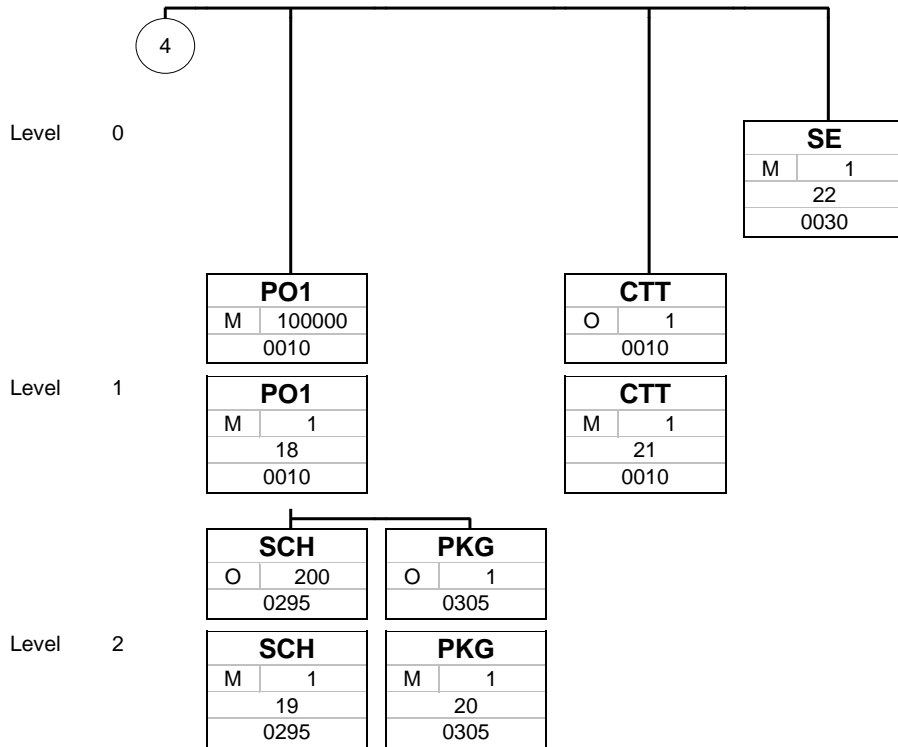 4
Level 0
SE
M 1
22
0030
PO1
M 100000
0010
CTT
O 1
0010
Level 1
PO1
M 1
18
0010
CTT
M 1
21
0010
SCH
O 200
0295
PKG
O 1
0305
Level 2
SCH
M 1
19
0295
PKG
M 1
20
0305